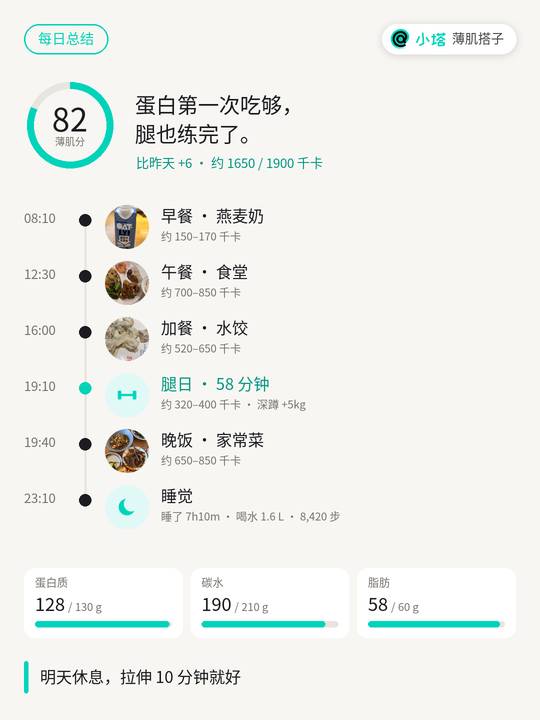 每日总结
小塔 薄肌搭子
82
薄肌分
蛋白第一次吃够，
腿也练完了。
比昨天 +6 · 约 1650 / 1900 千卡
08:10
早餐 · 燕麦奶
约 150–170 千卡
12:30
午餐 · 食堂
约 700–850 千卡
16:00
加餐 · 水饺
约 520–650 千卡
19:10
腿日 · 58 分钟
约 320–400 千卡 · 深蹲 +5kg
19:40
晚饭 · 家常菜
约 650–850 千卡
23:10
睡觉
睡了 7h10m · 喝水 1.6 L · 8,420 步
蛋白质
128 / 130 g
碳水
190 / 210 g
脂肪
58 / 60 g
明天休息，拉伸 10 分钟就好